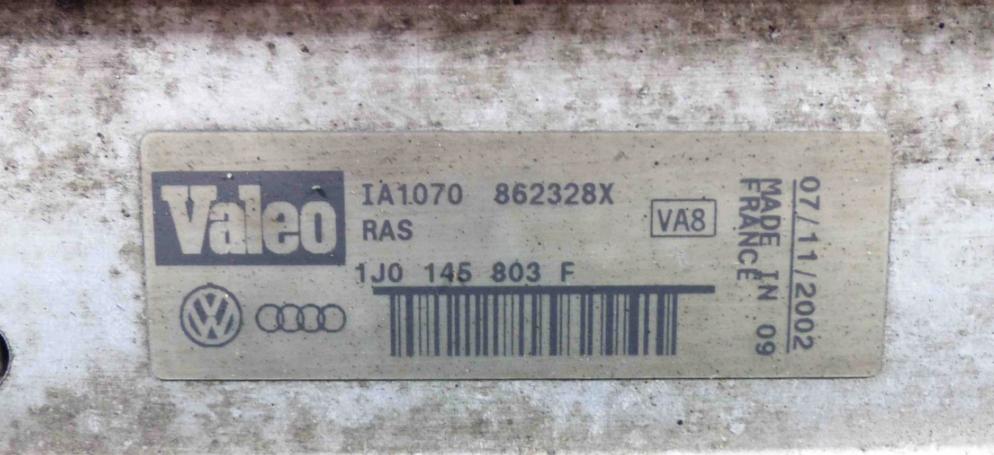 Valeo
IA1070 862328X
RAS
VA8
1J0 145 803 F
07/11/2002
MADE IN 09
FRANCE